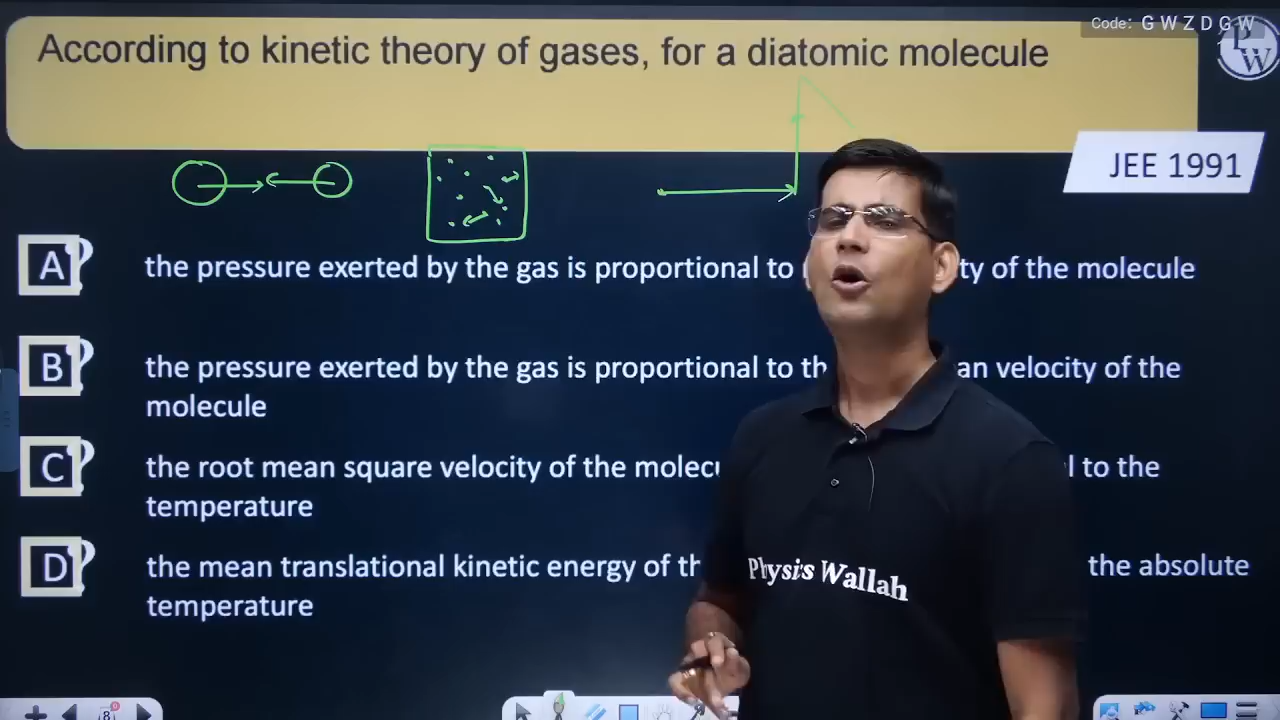 Code: G W Z D G W
According to kinetic theory of gases, for a diatomic molecule
PW
JEE 1991
A?
the pressure exerted by the gas is proportional to ty of the molecule
B?
the pressure exerted by the gas is proportional to an velocity of the
molecule
C?
the root mean square velocity of the to the
temperature
D?
the mean translational kinetic energy of the absolute
temperature
Physics Wallah
8